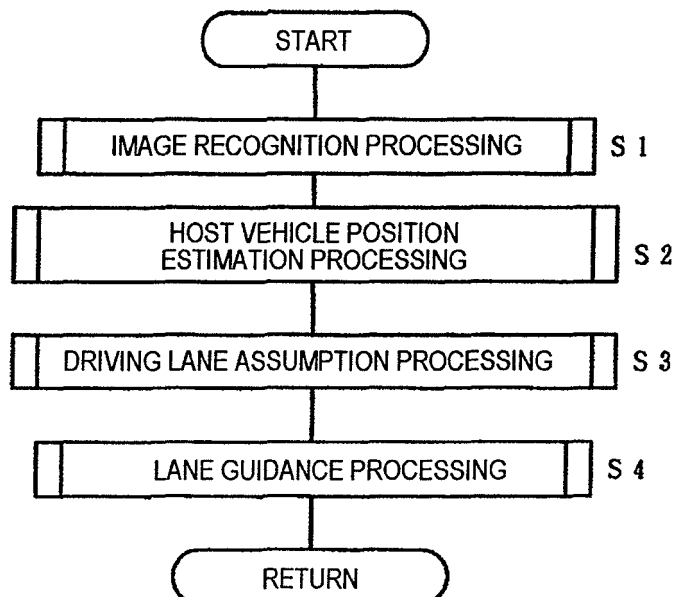 START
IMAGE RECOGNITION PROCESSING S 1
HOST VEHICLE POSITION
ESTIMATION PROCESSING S 2
DRIVING LANE ASSUMPTION PROCESSING S 3
LANE GUIDANCE PROCESSING S 4
RETURN